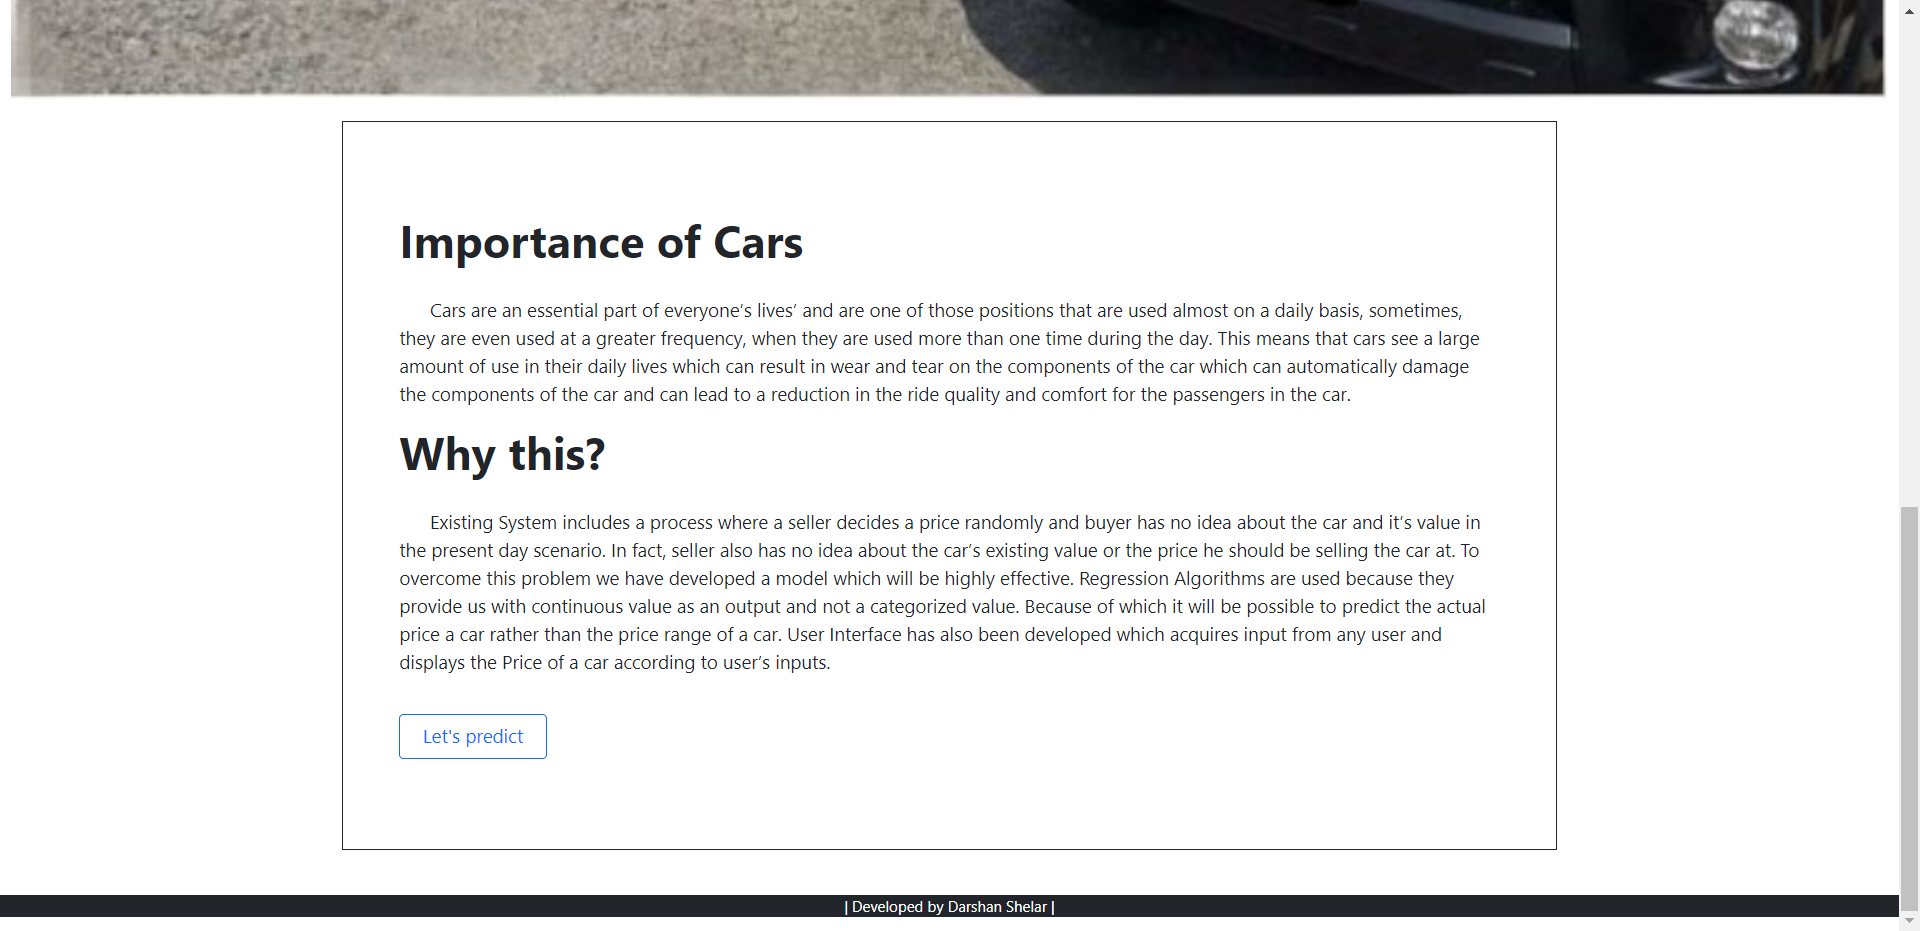 Importance of Cars
Cars are an essential part of everyone’s lives’ and are one of those positions that are used almost on a daily basis, sometimes,
they are even used at a greater frequency, when they are used more than one time during the day. This means that cars see a large
amount of use in their daily lives which can result in wear and tear on the components of the car which can automatically damage
the components of the car and can lead to a reduction in the ride quality and comfort for the passengers in the car.
Why this?
Existing System includes a process where a seller decides a price randomly and buyer has no idea about the car and it’s value in
the present day scenario. In fact, seller also has no idea about the car’s existing value or the price he should be selling the car at. To
overcome this problem we have developed a model which will be highly effective. Regression Algorithms are used because they
provide us with continuous value as an output and not a categorized value. Because of which it will be possible to predict the actual
price a car rather than the price range of a car. User Interface has also been developed which acquires input from any user and
displays the Price of a car according to user’s inputs.
Let's predict
| Developed by Darshan Shelar |